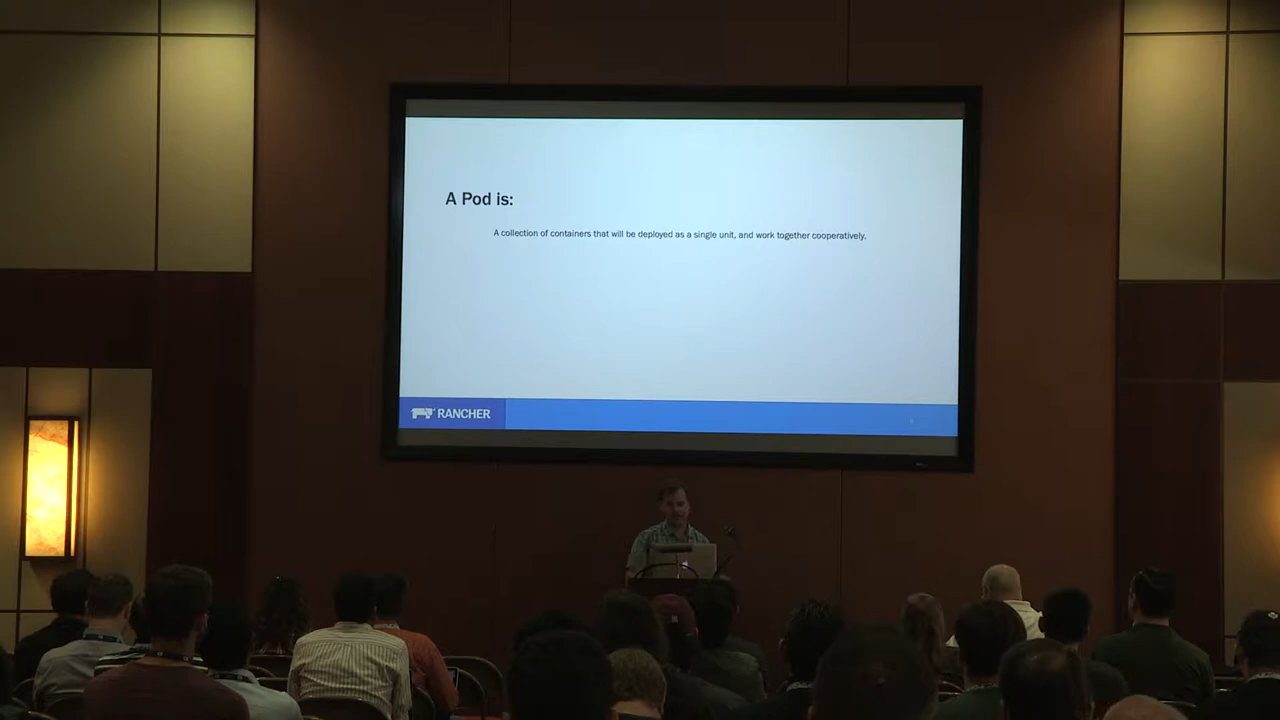 A Pod is:
A collection of containers that will be deployed as a single unit, and work together cooperatively.
RANCHER